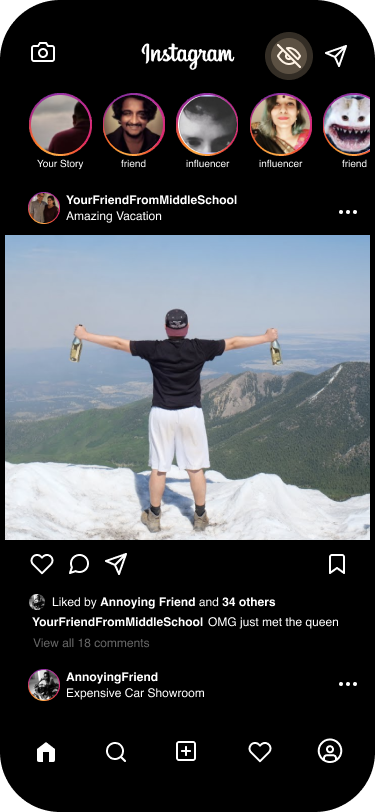 Instagram
Your Story
friend
influencer
influencer
friend
YourFriendFromMiddleSchool
Amazing Vacation
Liked by Annoying Friend and 34 others
YourFriendFromMiddleSchool OMG just met the queen
View all 18 comments
AnnoyingFriend
Expensive Car Showroom